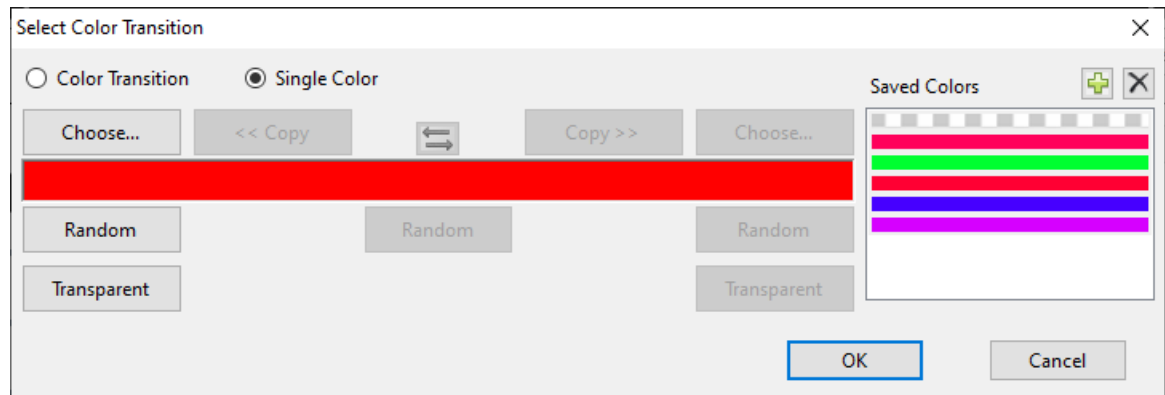 Select Color Transition
Color Transition Single Color
Saved Colors
Choose... << Copy Copy >> Choose...
Random Random Random
Transparent Transparent
OK Cancel